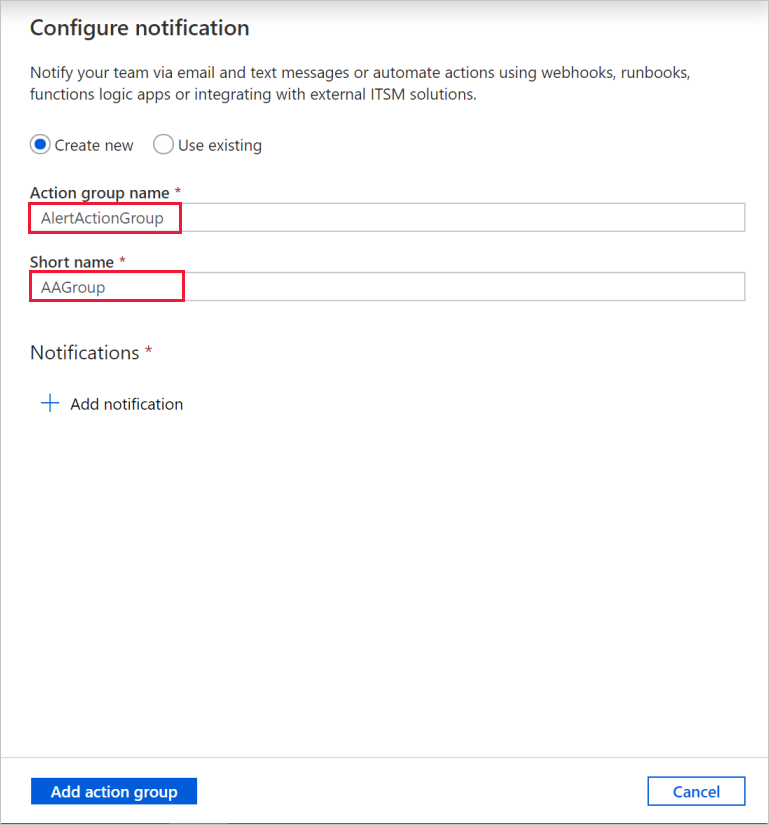 Configure notification
Notify your team via email and text messages or automate actions using webhooks, runbooks,
functions logic apps or integrating with external ITSM solutions.
Create new Use existing
Action group name *
AlertActionGroup
Short name *
AAGroup
Notifications *
Add notification
Add action group Cancel